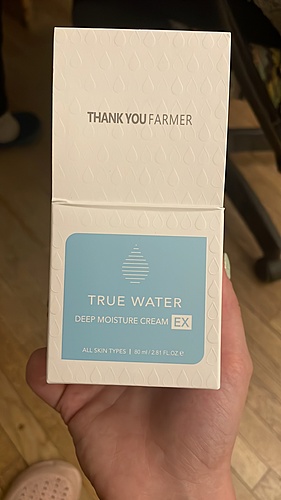 THANK YOU FARMER
TRUE WATER
DEEP MOISTURE CREAM EX
ALL SKIN TYPES | 80 ml / 2.81 FL.OZ ℮